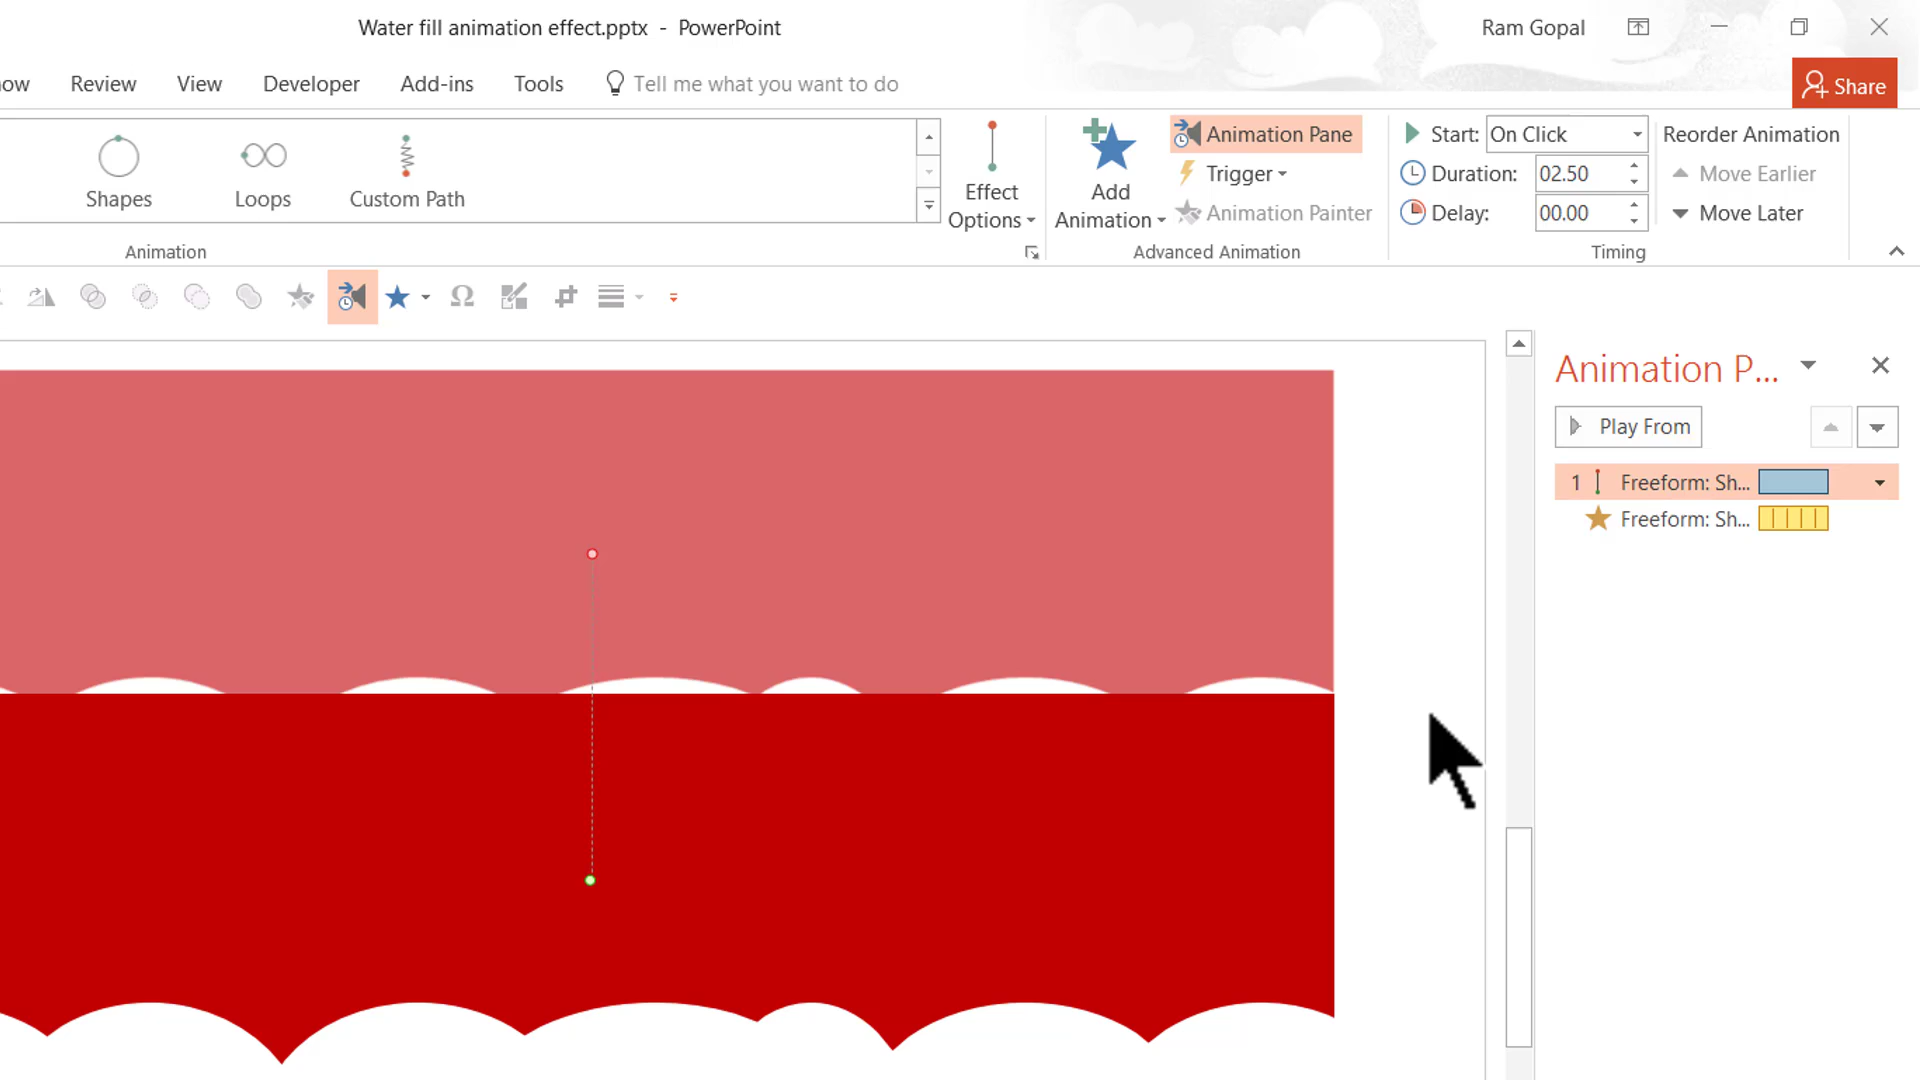 Water fill animation effect.pptx - PowerPoint
Ram Gopal
ow Review View Developer Add-ins Tools Tell me what you want to do
Share
Shapes Loops Custom Path
Effect Options
Add Animation
Animation Pane
Trigger
Animation Painter
Start: On Click
Duration: 02.50
Delay: 00.00
Reorder Animation
Move Earlier
Move Later
Animation
Advanced Animation
Timing
Animation P...
Play From
1 Freeform: Sh...
Freeform: Sh...